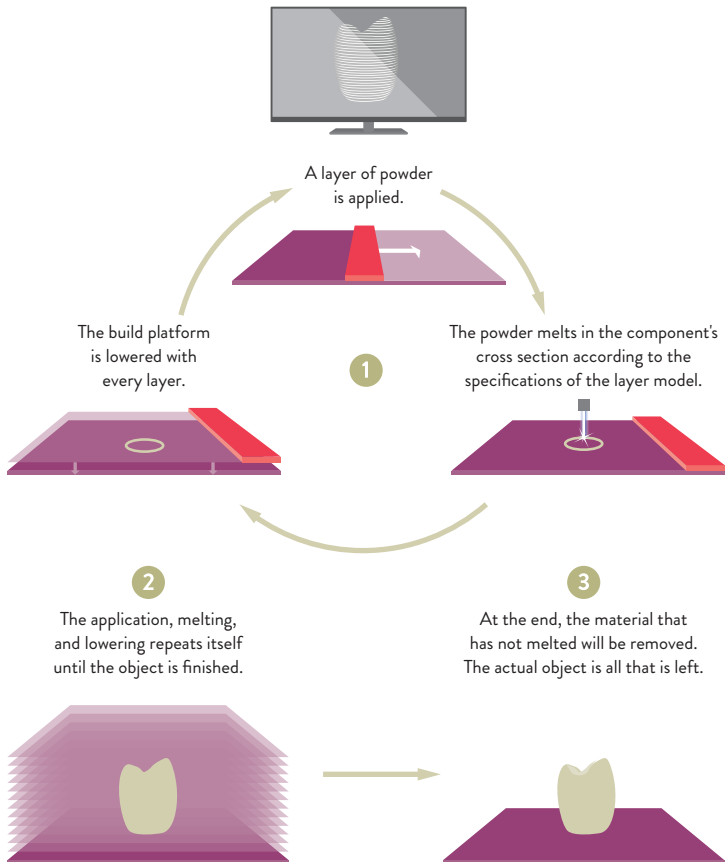 A layer of powder
is applied.
The powder melts in the component's
cross section according to the
specifications of the layer model.
The build platform
is lowered with
every layer.
1
2
The application, melting,
and lowering repeats itself
until the object is finished.
3
At the end, the material that
has not melted will be removed.
The actual object is all that is left.